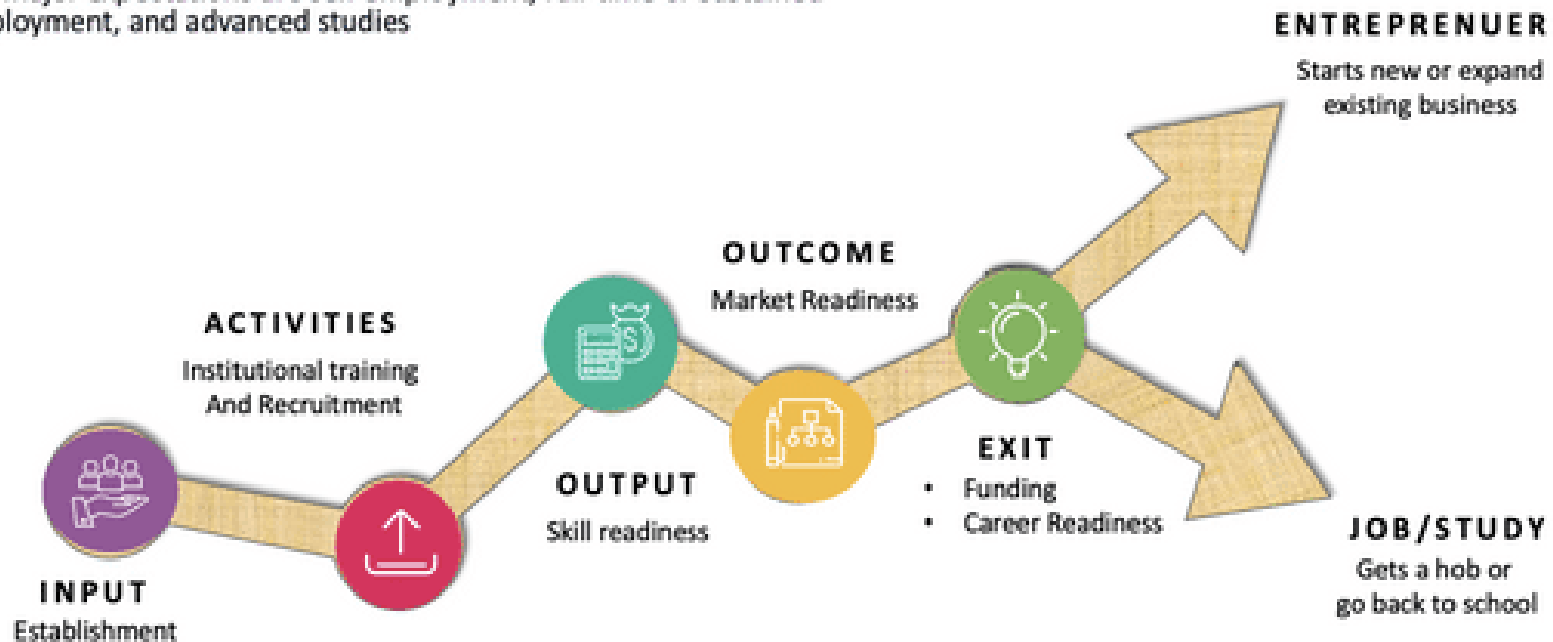 ployment, and advanced studies
ENTREPRENUER
Starts new or expand
existing business
OUTCOME
Market Readiness
ACTIVITIES
Institutional training
And Recruitment
OUTPUT
Skill readiness
EXIT
• Funding
• Career Readiness
JOB/STUDY
Gets a hob or
go back to school
INPUT
Establishment